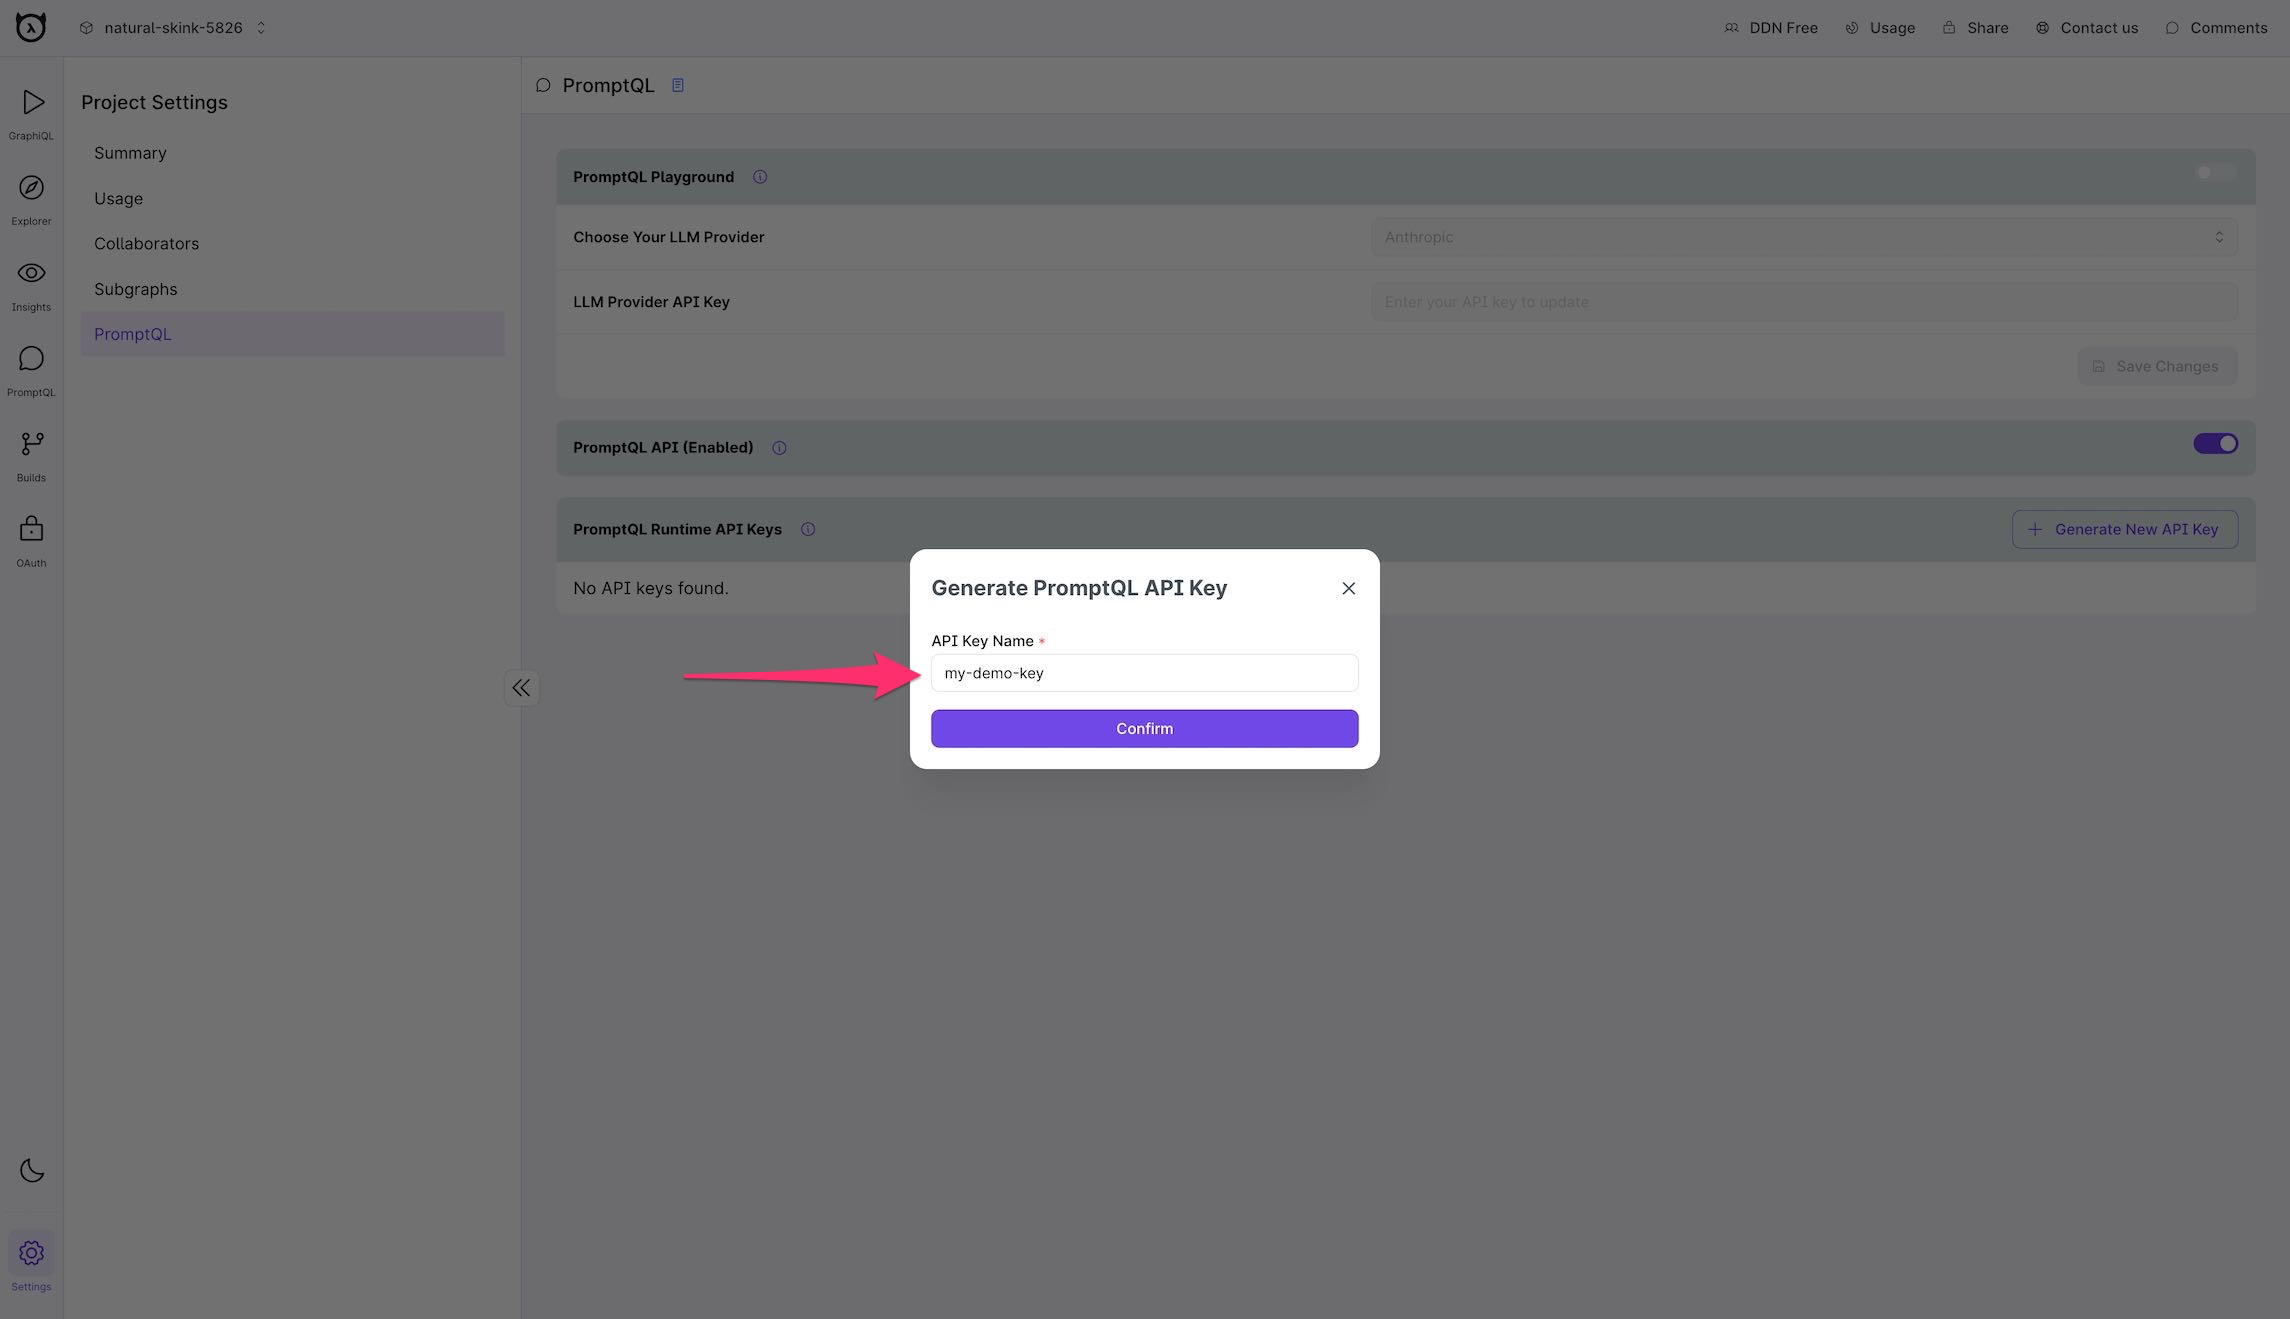 natural-skink-5826
DDN Free
Usage
Share
Contact us
Comments
GraphiQL
Explorer
Insights
PromptQL
Builds
OAuth
Settings
Project Settings
Summary
Usage
Collaborators
Subgraphs
PromptQL
PromptQL
PromptQL Playground
Choose Your LLM Provider
Anthropic
LLM Provider API Key
Enter your API key to update
Save Changes
PromptQL API (Enabled)
PromptQL Runtime API Keys
Generate New API Key
No API keys found.
Generate PromptQL API Key
API Key Name *
my-demo-key
Confirm